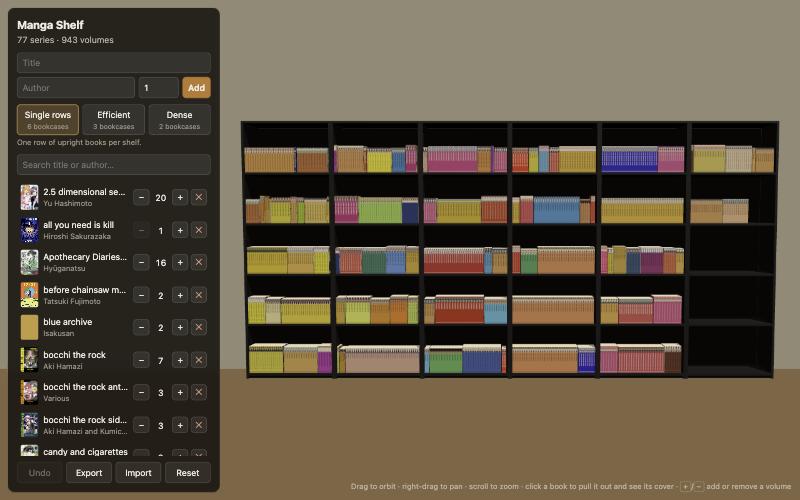 Manga Shelf
77 series · 943 volumes
Title
Author
1
Add
Single rows
6 bookcases
Efficient
3 bookcases
Dense
2 bookcases
One row of upright books per shelf.
Search title or author...
2.5 dimensional se...
Yu Hashimoto
− 20 + ×
all you need is kill
Hiroshi Sakurazaka
− 1 + ×
Apothecary Diaries...
Hyūganatsu
− 16 + ×
before chainsaw m...
Tatsuki Fujimoto
− 2 + ×
blue archive
Isakusan
− 2 + ×
bocchi the rock
Aki Hamazi
− 7 + ×
bocchi the rock ant...
Various
− 3 + ×
bocchi the rock sid...
Aki Hamazi and Kumic...
− 3 + ×
candy and cigarettes
Undo
Export
Import
Reset
Drag to orbit · right-drag to pan · scroll to zoom · click a book to pull it out and see its cover · +/− add or remove a volume